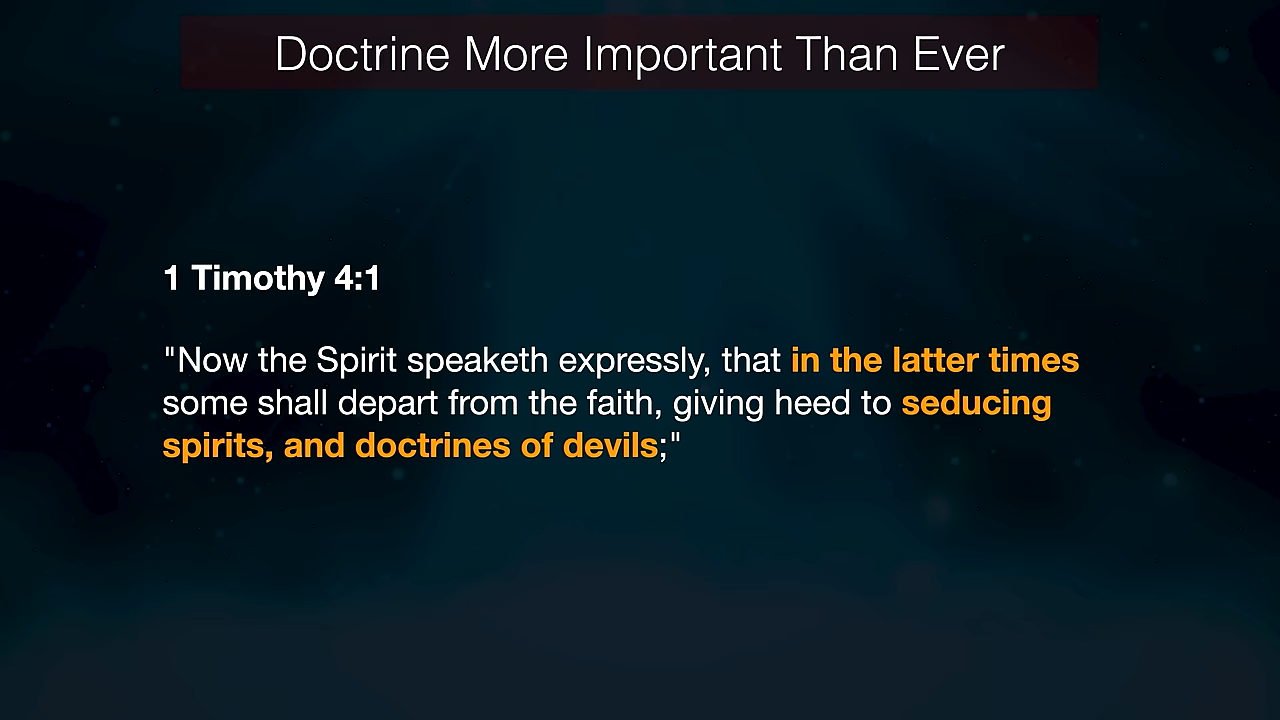 Doctrine More Important Than Ever
1 Timothy 4:1
"Now the Spirit speaketh expressly, that in the latter times
some shall depart from the faith, giving heed to seducing
spirits, and doctrines of devils;"